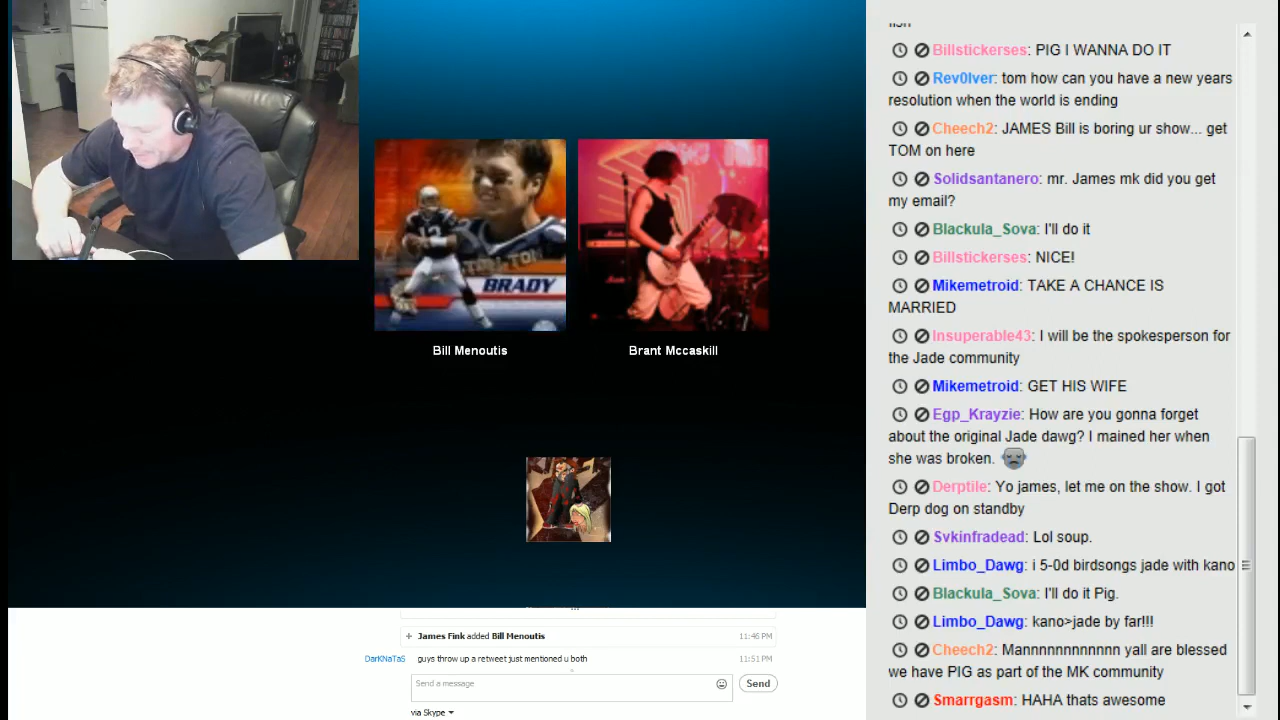 BRADY
Bill Menoutis
Brant Mccaskill
James Fink added Bill Menoutis
11:46 PM
DarKNaTaS
guys throw up a retweet just mentioned u both
11:51 PM
Send a message
Send
via Skype
Billstickerses: PIG I WANNA DO IT
Rev0lver: tom how can you have a new years
resolution when the world is ending
Cheech2: JAMES Bill is boring ur show... get
TOM on here
Solidsantanero: mr. James mk did you get
my email?
Blackula_Sova: I'll do it
Billstickerses: NICE!
Mikemetroid: TAKE A CHANCE IS
MARRIED
Insuperable43: I will be the spokesperson for
the Jade community
Mikemetroid: GET HIS WIFE
Egp_Krayzie: How are you gonna forget
about the original Jade dawg? I mained her when
she was broken.
Derptile: Yo james, let me on the show. I got
Derp dog on standby
Svkinfradead: Lol soup.
Limbo_Dawg: i 5-0d birdsongs jade with kano
Blackula_Sova: I'll do it Pig.
Limbo_Dawg: kano>jade by far!!!
Cheech2: Mannnnnnnnnnn yall are blessed
we have PIG as part of the MK community
Smarrgasm: HAHA thats awesome